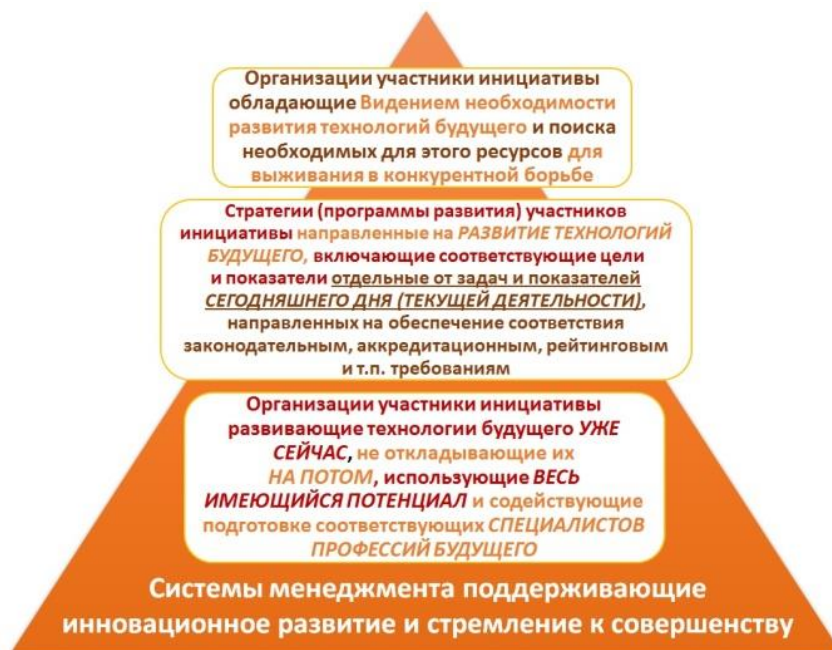 Организации участники инициативы
обладающие Видением необходимости
развития технологий будущего и поиска
необходимых для этого ресурсов для
выживания в конкурентной борьбе
Стратегии (программы развития) участников
инициативы направленные на РАЗВИТИЕ ТЕХНОЛОГИЙ
БУДУЩЕГО, включающие соответствующие цели
и показатели отдельные от задач и показателей
СЕГОДНЯШНЕГО ДНЯ (ТЕКУЩЕЙ ДЕЯТЕЛЬНОСТИ),
направленных на обеспечение соответствия
законодательным, аккредитационным, рейтинговым
и т.п. требованиям
Организации участники инициативы
развивающие технологии будущего УЖЕ
СЕЙЧАС, не откладывающие их
НА ПОТОМ, использующие ВЕСЬ
ИМЕЮЩИЙСЯ ПОТЕНЦИАЛ и содействующие
подготовке соответствующих СПЕЦИАЛИСТОВ
ПРОФЕССИЙ БУДУЩЕГО
Системы менеджмента поддерживающие
инновационное развитие и стремление к совершенству